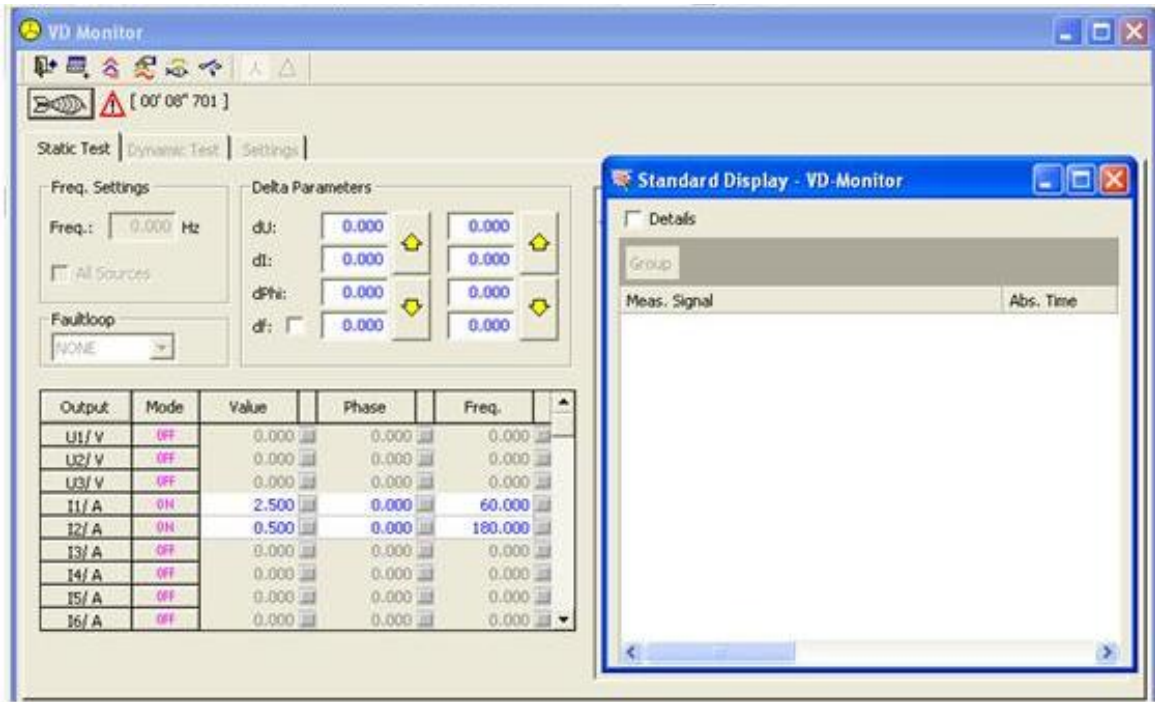 VD Monitor
[ 00' 08" 701 ]
Static Test Dynamic Test Settings
Freq. Settings
Freq.: 0.000 Hz
All Sources
Faultloop
NONE
Delta Parameters
dU: 0.000 0.000
dI: 0.000 0.000
dPhi: 0.000 0.000
df: 0.000 0.000
Output Mode Value Phase Freq.
U1/ V OFF 0.000 0.000 0.000
U2/ V OFF 0.000 0.000 0.000
U3/ V OFF 0.000 0.000 0.000
I1/ A ON 2.500 0.000 60.000
I2/ A ON 0.500 0.000 180.000
I3/ A OFF 0.000 0.000 0.000
I4/ A OFF 0.000 0.000 0.000
I5/ A OFF 0.000 0.000 0.000
I6/ A OFF 0.000 0.000 0.000
Standard Display - VD-Monitor
Details
Group
Meas. Signal Abs. Time